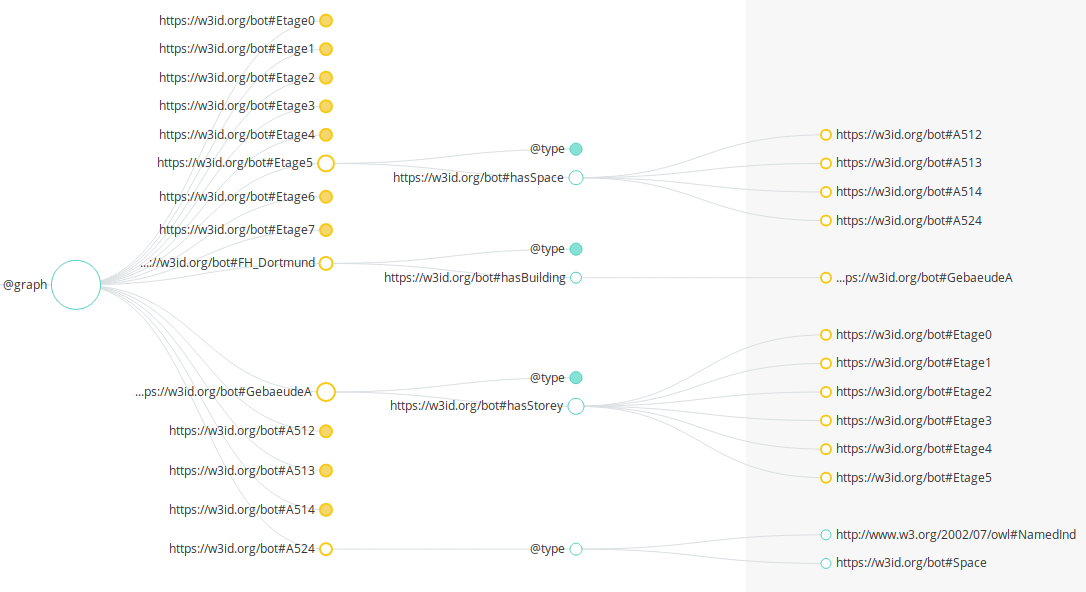 https://w3id.org/bot#Etage0
https://w3id.org/bot#Etage1
https://w3id.org/bot#Etage2
https://w3id.org/bot#Etage3
https://w3id.org/bot#Etage4
https://w3id.org/bot#Etage5
https://w3id.org/bot#Etage6
https://w3id.org/bot#Etage7
...://w3id.org/bot#FH_Dortmund
@graph
...ps://w3id.org/bot#GebaeudeA
https://w3id.org/bot#A512
https://w3id.org/bot#A513
https://w3id.org/bot#A514
https://w3id.org/bot#A524
@type
https://w3id.org/bot#hasSpace
@type
https://w3id.org/bot#hasBuilding
@type
https://w3id.org/bot#hasStorey
@type
https://w3id.org/bot#A512
https://w3id.org/bot#A513
https://w3id.org/bot#A514
https://w3id.org/bot#A524
...ps://w3id.org/bot#GebaeudeA
https://w3id.org/bot#Etage0
https://w3id.org/bot#Etage1
https://w3id.org/bot#Etage2
https://w3id.org/bot#Etage3
https://w3id.org/bot#Etage4
https://w3id.org/bot#Etage5
http://www.w3.org/2002/07/owl#NamedInd
https://w3id.org/bot#Space